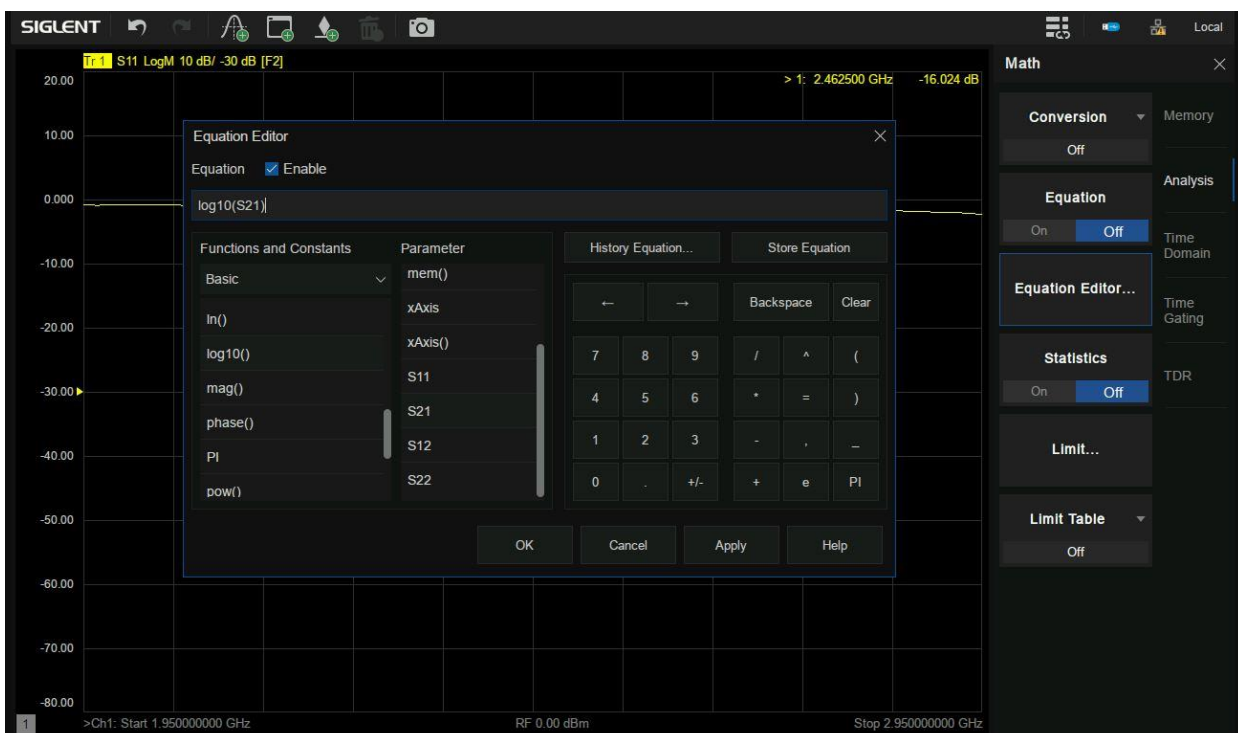 SIGLENT Local
Tr 1 S11 LogM 10 dB/ -30 dB [F2]
> 1: 2.462500 GHz -16.024 dB
20.00
10.00
0.000
-10.00
-20.00
-30.00
-40.00
-50.00
-60.00
-70.00
-80.00
Equation Editor
Equation Enable
log10(S21)
Functions and Constants
Basic
ln()
log10()
mag()
phase()
PI
pow()
Parameter
mem()
xAxis
xAxis()
S11
S21
S12
S22
History Equation... Store Equation
← → Backspace Clear
7 8 9 / ^ (
4 5 6 * = )
1 2 3 - , _
0 . +/- + e PI
OK Cancel Apply Help
Math
Conversion
Off
Equation
On Off
Equation Editor...
Statistics
On Off
Limit...
Limit Table
Off
Memory
Analysis
Time
Domain
Time
Gating
TDR
1 >Ch1: Start 1.950000000 GHz RF 0.00 dBm Stop 2.950000000 GHz